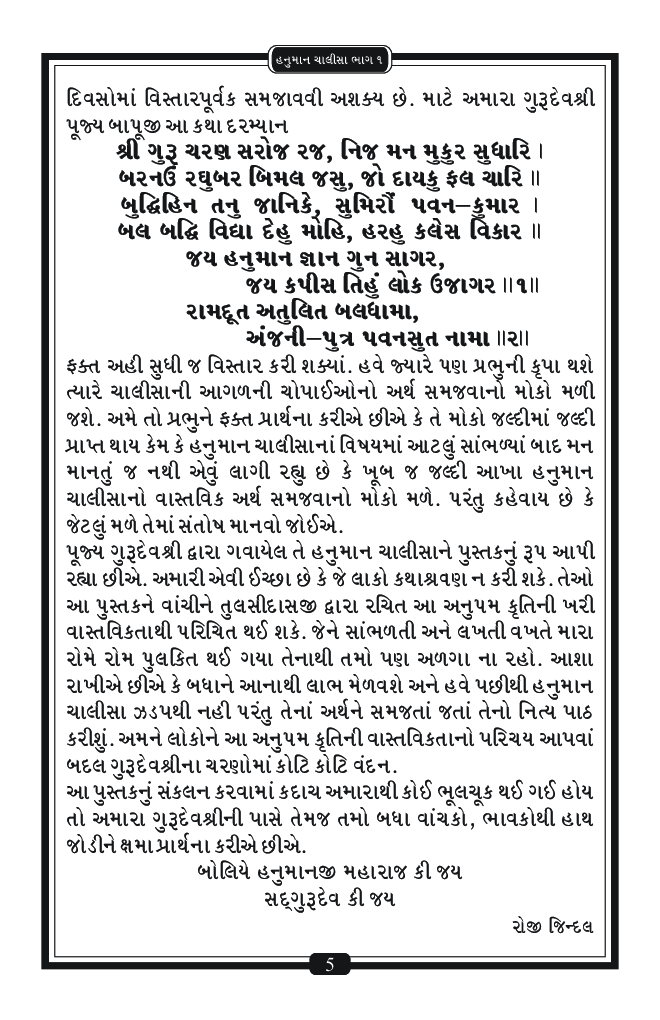 હનુમાન ચાલીસા ભાગ ૧
દિવસોમાં વિસ્તારપૂર્વક સમજાવવી અશક્ય છે. માટે અમારા ગુરૂદેવશ્રી
પૂજ્ય બાપૂજી આ કથા દરમ્યાન
શ્રી ગુરૂ ચરણ સરોજ રજ, નિજ મન મુકુર સુધારિ ।
બરનઉં રઘુબર બિમલ જસુ, જો દાયકુ ફલ ચારિ ॥
બુદ્ધિહિન તનુ જાનિકે, સુમિરૌં પવન–કુમાર ।
બલ બદ્ધિ વિદ્યા દેહુ મોહિ, હરહુ કલેસ વિકાર ॥
જય હનુમાન જ્ઞાન ગુન સાગર,
જય કપીસ તિહું લોક ઉજાગર ॥૧॥
રામદૂત અતુલિત બલધામા,
અંજની–પુત્ર પવનસુત નામા ॥૨॥
ફક્ત અહી સુધી જ વિસ્તાર કરી શક્યાં. હવે જ્યારે પણ પ્રભુની કૃપા થશે
ત્યારે ચાલીસાની આગળની ચોપાઈઓનો અર્થ સમજવાનો મોકો મળી
જશે. અમે તો પ્રભુને ફક્ત પ્રાર્થના કરીએ છીએ કે તે મોકો જલ્દીમાં જલ્દી
પ્રાપ્ત થાય કેમ કે હનુમાન ચાલીસાનાં વિષયમાં આટલું સાંભળ્યાં બાદ મન
માનતું જ નથી એવું લાગી રહ્યુ છે કે ખૂબ જ જલ્દી આખા હનુમાન
ચાલીસાનો વાસ્તવિક અર્થ સમજવાનો મોકો મળે. પરંતુ કહેવાય છે કે
જેટલું મળે તેમાં સંતોષ માનવો જોઈએ.
પૂજ્ય ગુરૂદેવશ્રી દ્વારા ગવાયેલ તે હનુમાન ચાલીસાને પુસ્તકનું રૂપ આપી
રહ્યા છીએ. અમારી એવી ઈચ્છા છે કે જે લાકો કથાશ્રવણ ન કરી શકે. તેઓ
આ પુસ્તકને વાંચીને તુલસીદાસજી દ્વારા રચિત આ અનુપમ કૃતિની ખરી
વાસ્તવિકતાથી પરિચિત થઈ શકે. જેને સાંભળતી અને લખતી વખતે મારા
રોમે રોમ પુલકિત થઈ ગયા તેનાથી તમો પણ અળગા ના રહો. આશા
રાખીએ છીએ કે બધાને આનાથી લાભ મેળવશે અને હવે પછીથી હનુમાન
ચાલીસા ઝડપથી નહી પરંતુ તેનાં અર્થને સમજતાં જતાં તેનો નિત્ય પાઠ
કરીશું. અમને લોકોને આ અનુપમ કૃતિની વાસ્તવિકતાનો પરિચય આપવાં
બદલ ગુરૂદેવશ્રીના ચરણોમાં કોટિ કોટિ વંદન.
આ પુસ્તકનું સંકલન કરવામાં કદાચ અમારાથી કોઈ ભૂલચૂક થઈ ગઈ હોય
તો અમારા ગુરૂદેવશ્રીની પાસે તેમજ તમો બધા વાંચકો, ભાવકોથી હાથ
જોડીને ક્ષમા પ્રાર્થના કરીએ છીએ.
બોલિયે હનુમાનજી મહારાજ કી જય
સદ્ગુરૂદેવ કી જય
રોજી જિન્દલ
5